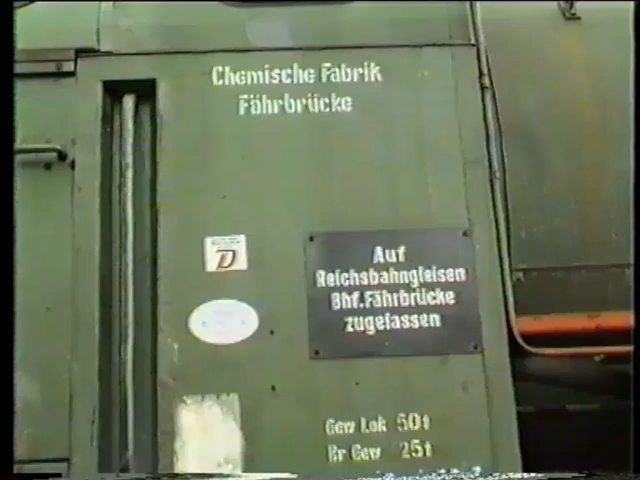 Chemische Fabrik
Fährbrücke
D
Auf
Reichsbahngleisen
Bhf.Fährbrücke
zugelassen
Gew Lok 50t
Br Gew 25t